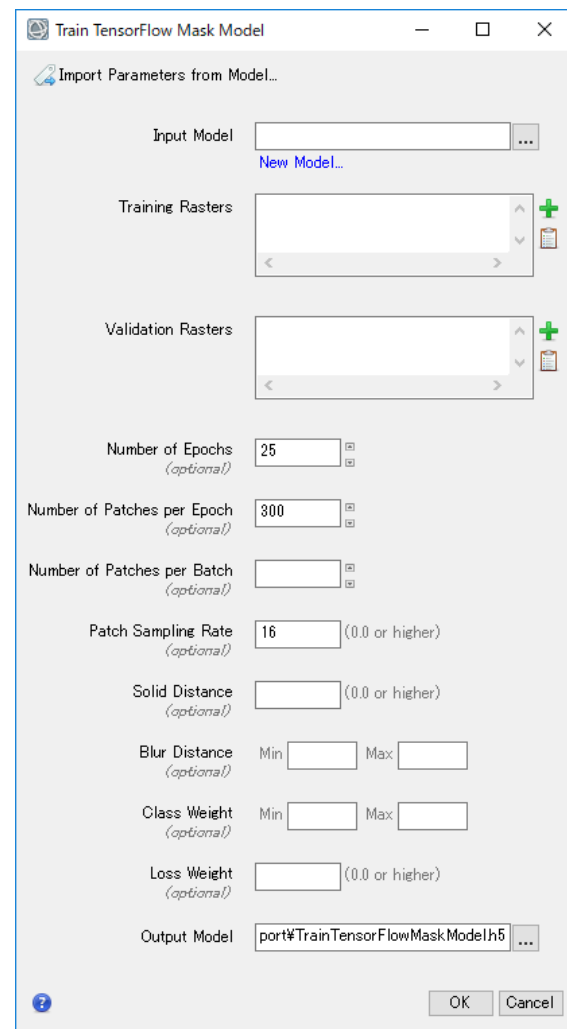 Train TensorFlow Mask Model
Import Parameters from Model...
Input Model
...
New Model...
Training Rasters
Validation Rasters
Number of Epochs 25
(optional)
Number of Patches per Epoch 300
(optional)
Number of Patches per Batch
(optional)
Patch Sampling Rate 16 (0.0 or higher)
(optional)
Solid Distance (0.0 or higher)
(optional)
Blur Distance Min Max
(optional)
Class Weight Min Max
(optional)
Loss Weight (0.0 or higher)
(optional)
Output Model port¥TrainTensorFlowMaskModel.h5 ...
? OK Cancel